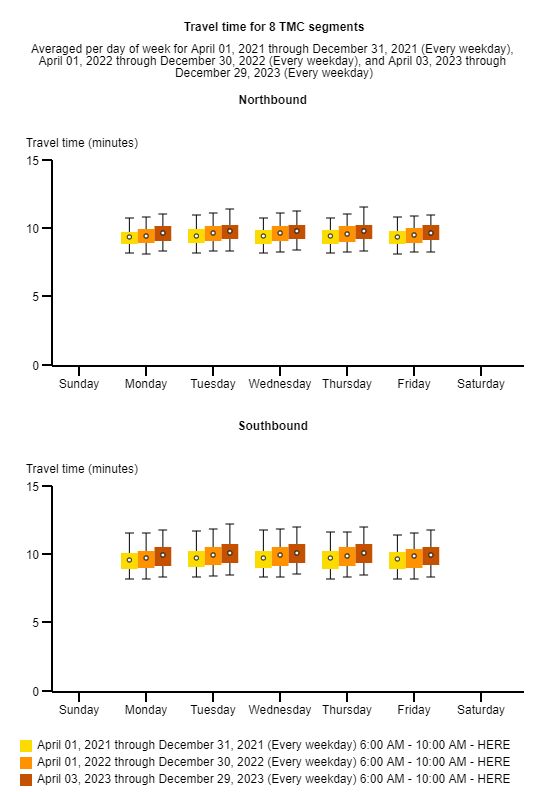 Travel time for 8 TMC segments
Averaged per day of week for April 01, 2021 through December 31, 2021 (Every weekday),
April 01, 2022 through December 30, 2022 (Every weekday), and April 03, 2023 through
December 29, 2023 (Every weekday)
Northbound
Travel time (minutes)
15
10
5
0
Sunday Monday Tuesday Wednesday Thursday Friday Saturday
Southbound
Travel time (minutes)
15
10
5
0
Sunday Monday Tuesday Wednesday Thursday Friday Saturday
April 01, 2021 through December 31, 2021 (Every weekday) 6:00 AM - 10:00 AM - HERE
April 01, 2022 through December 30, 2022 (Every weekday) 6:00 AM - 10:00 AM - HERE
April 03, 2023 through December 29, 2023 (Every weekday) 6:00 AM - 10:00 AM - HERE